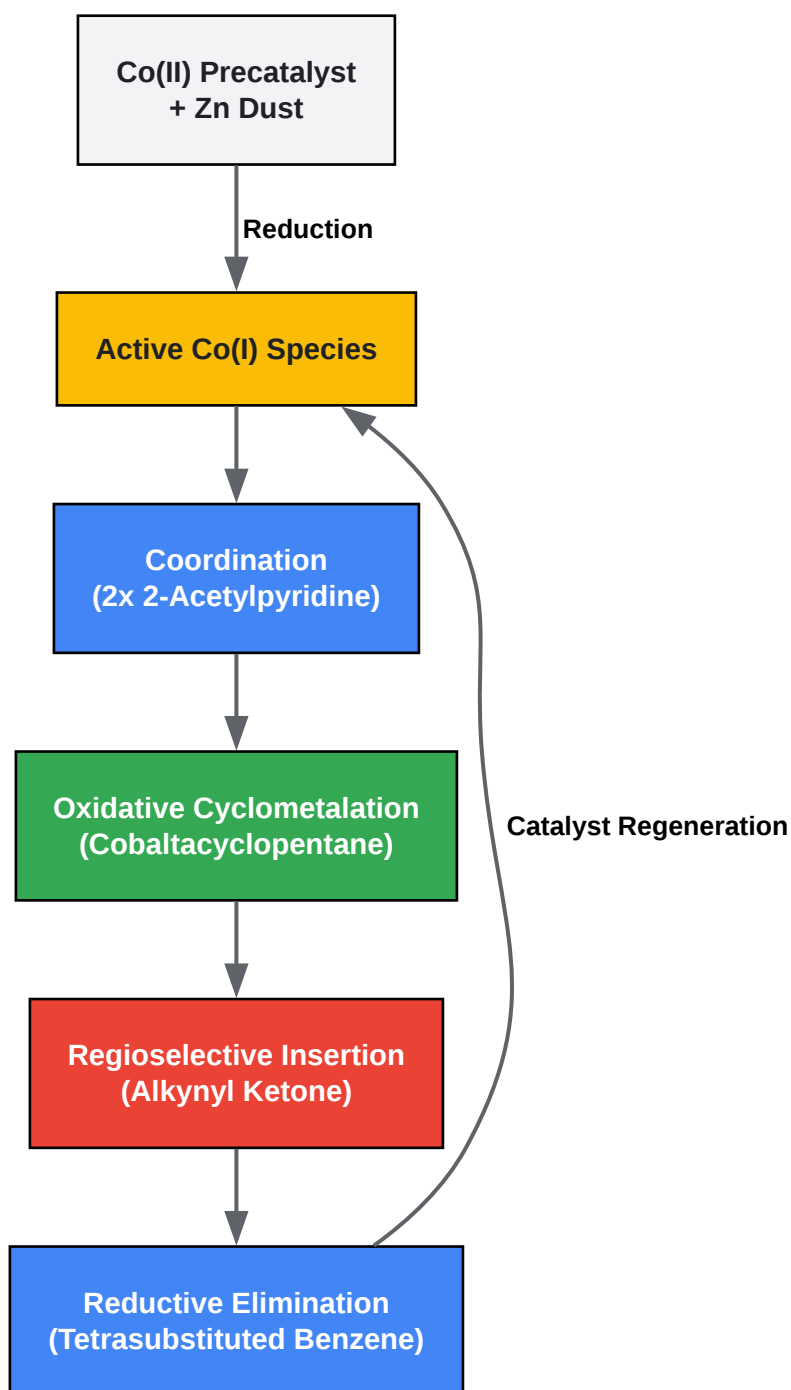 Co(II) Precatalyst
+ Zn Dust
Reduction
Active Co(I) Species
Coordination
(2x 2-Acetylpyridine)
Oxidative Cyclometalation
(Cobaltacyclopentane)
Catalyst Regeneration
Regioselective Insertion
(Alkynyl Ketone)
Reductive Elimination
(Tetrasubstituted Benzene)